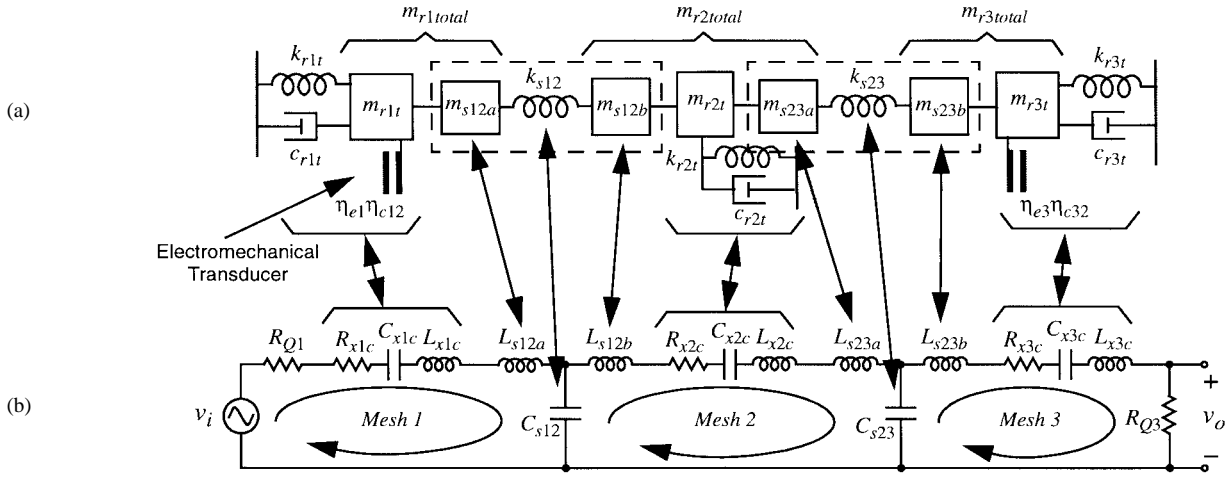 m_{r1total} m_{r2total} m_{r3total}
k_{r1t} k_{s12} k_{s23} k_{r3t}
(a)
m_{r1t} m_{s12a} m_{s12b} m_{r2t} m_{s23a} m_{s23b} m_{r3t}
c_{r1t} k_{r2t} c_{r3t}
η_{e1}η_{c12} c_{r2t} η_{e3}η_{c32}
Electromechanical
Transducer
R_{Q1} R_{x1c} C_{x1c} L_{x1c} L_{s12a} L_{s12b} R_{x2c} C_{x2c} L_{x2c} L_{s23a} L_{s23b} R_{x3c} C_{x3c} L_{x3c}
(b)
v_i Mesh 1 C_{s12} Mesh 2 C_{s23} Mesh 3 R_{Q3} + v_o −